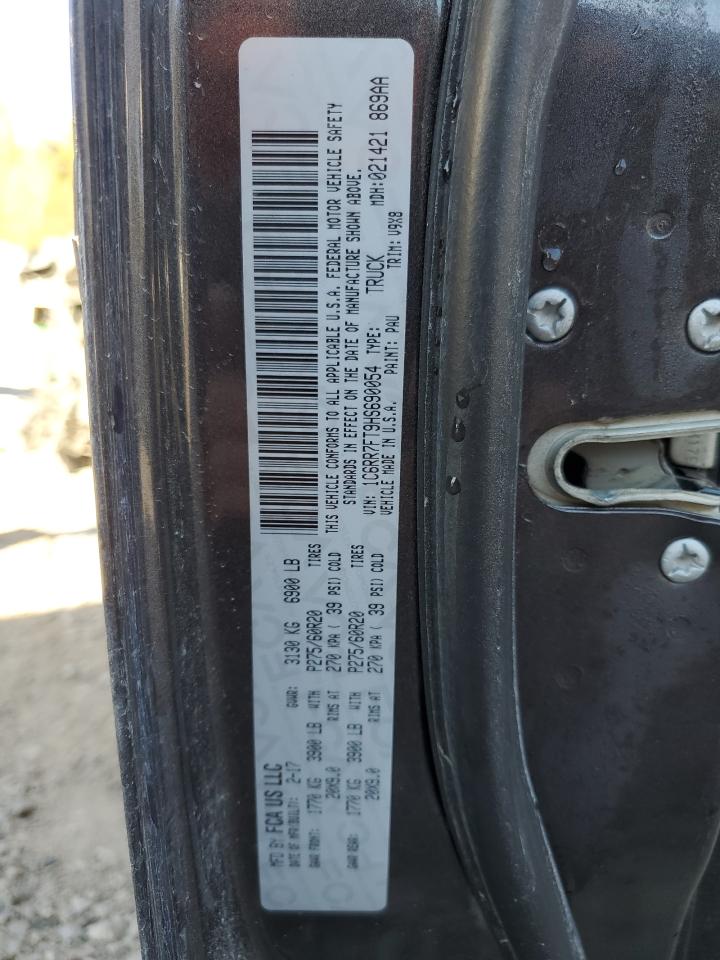 MFD BY FCA US LLC
DATE OF MFR/BUILT: 2-17 GVWR: 3130 KG 6900 LB
GAWR FRONT: 1770 KG 3900 LB WITH P275/60R20 TIRES
20X9.0 RIMS AT 270 KPA ( 39 PSI) COLD
GAWR REAR: 1770 KG 3900 LB WITH P275/60R20 TIRES
20X9.0 RIMS AT 270 KPA ( 39 PSI) COLD
THIS VEHICLE CONFORMS TO ALL APPLICABLE U.S.A. FEDERAL MOTOR VEHICLE SAFETY
STANDARDS IN EFFECT ON THE DATE OF MANUFACTURE SHOWN ABOVE.
VIN: 1C6RR7FT9HS690054 TYPE: TRUCK MDH:021421 869AA
VEHICLE MADE IN U.S.A. PAINT: PAU TRIM: V9X8